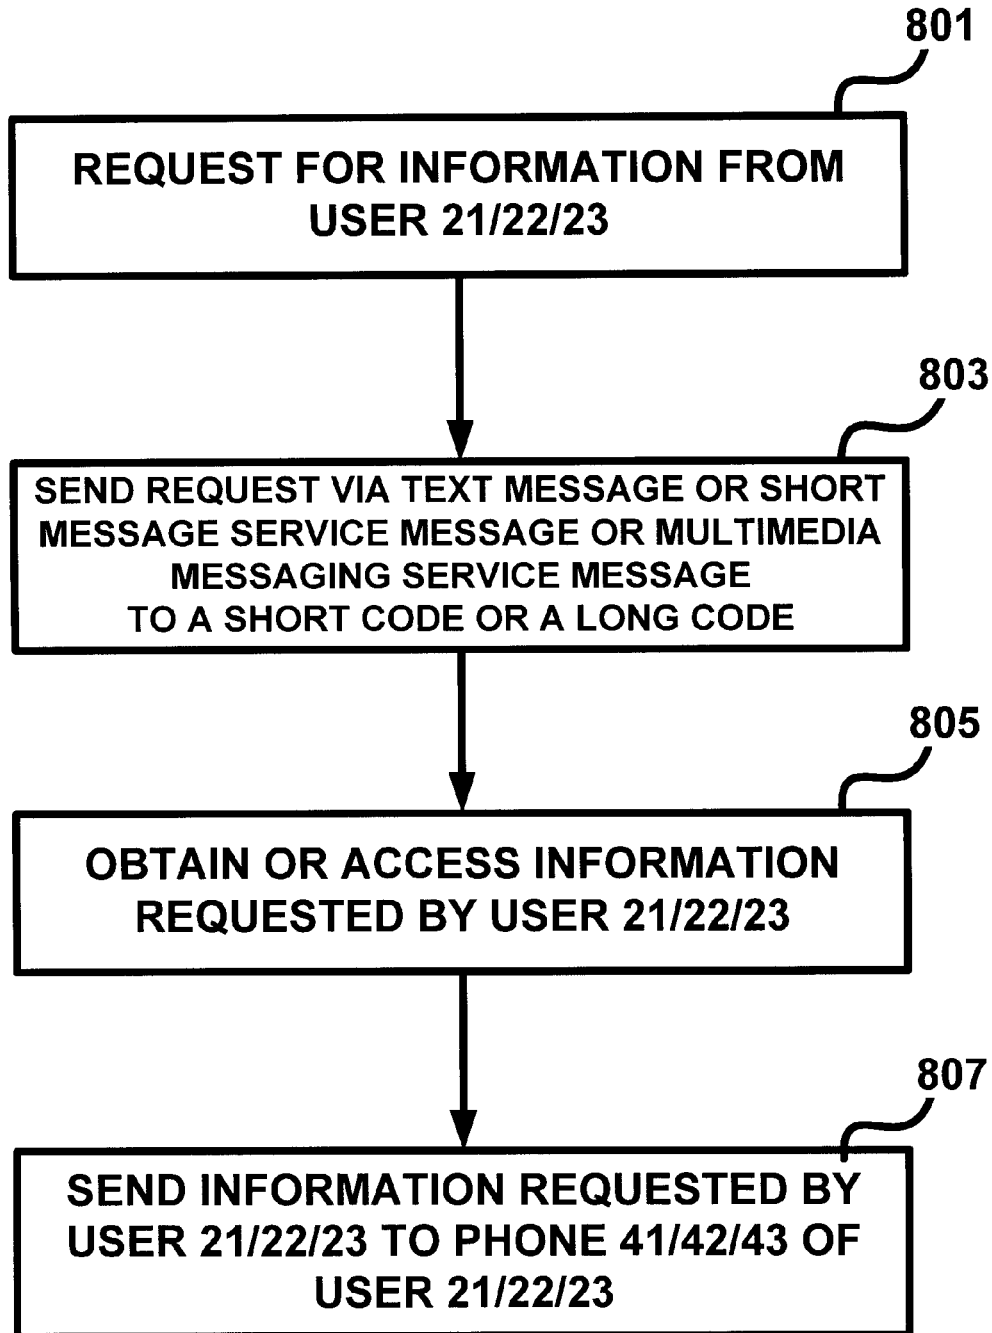 801
REQUEST FOR INFORMATION FROM
USER 21/22/23
803
SEND REQUEST VIA TEXT MESSAGE OR SHORT
MESSAGE SERVICE MESSAGE OR MULTIMEDIA
MESSAGING SERVICE MESSAGE
TO A SHORT CODE OR A LONG CODE
805
OBTAIN OR ACCESS INFORMATION
REQUESTED BY USER 21/22/23
807
SEND INFORMATION REQUESTED BY
USER 21/22/23 TO PHONE 41/42/43 OF
USER 21/22/23